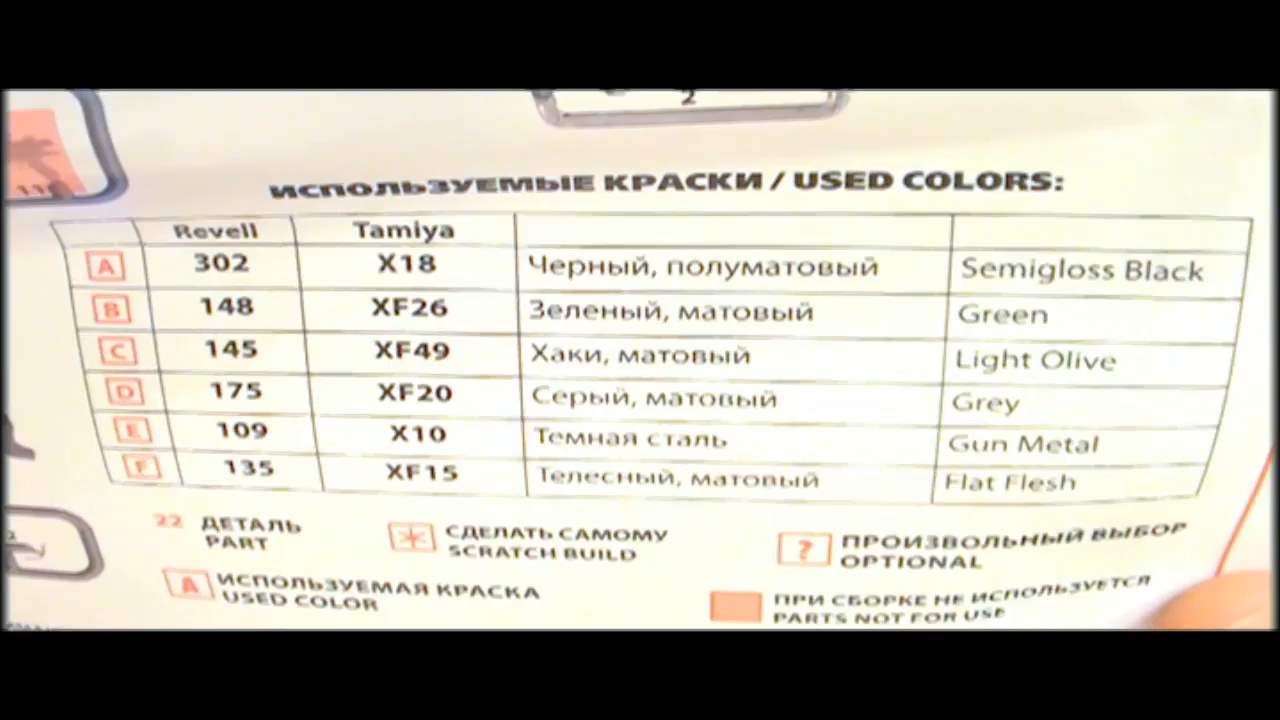 2
ИСПОЛЬЗУЕМЫЕ КРАСКИ / USED COLORS:
Revell Tamiya
A 302 X18 Черный, полуматовый Semigloss Black
B 148 XF26 Зеленый, матовый Green
C 145 XF49 Хаки, матовый Light Olive
D 175 XF20 Серый, матовый Grey
E 109 X10 Темная сталь Gun Metal
F 135 XF15 Телесный, матовый Flat Flesh
22 ДЕТАЛЬ
PART
* СДЕЛАТЬ САМОМУ
SCRATCH BUILD
? ПРОИЗВОЛЬНЫЙ ВЫБОР
OPTIONAL
A ИСПОЛЬЗУЕМАЯ КРАСКА
USED COLOR
ПРИ СБОРКЕ НЕ ИСПОЛЬЗУЕТСЯ
PARTS NOT FOR USE